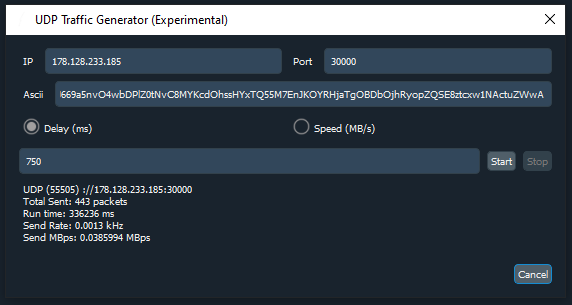 UDP Traffic Generator (Experimental)
IP 178.128.233.185 Port 30000
Ascii !669a5nvO4wbDPlZ0tNvC8MYKcdOhssHYxTQ55M7EnJKOYRHjaTgOBDbOjhRyopZQSE8ztcxw1NActuZWwA
Delay (ms) Speed (MB/s)
750 Start Stop
UDP (55505) ://178.128.233.185:30000
Total Sent: 443 packets
Run time: 336236 ms
Send Rate: 0.0013 kHz
Send MBps: 0.0385994 MBps
Cancel